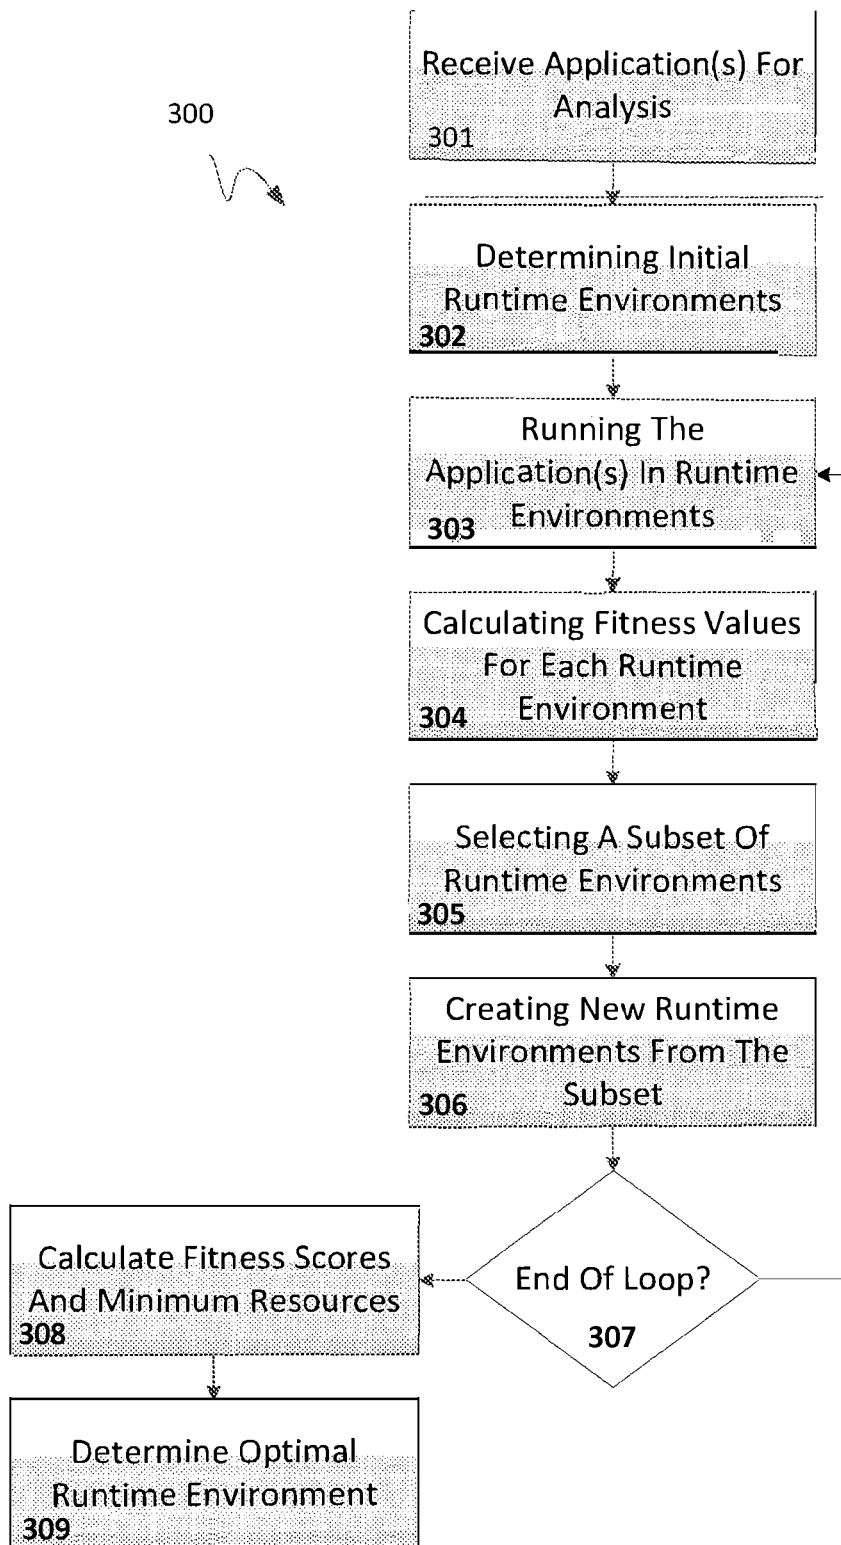 300
Receive Application(s) For
Analysis
301
Determining Initial
Runtime Environments
302
Running The
Application(s) In Runtime
Environments
303
Calculating Fitness Values
For Each Runtime
Environment
304
Selecting A Subset Of
Runtime Environments
305
Creating New Runtime
Environments From The
Subset
306
End Of Loop?
307
Calculate Fitness Scores
And Minimum Resources
308
Determine Optimal
Runtime Environment
309